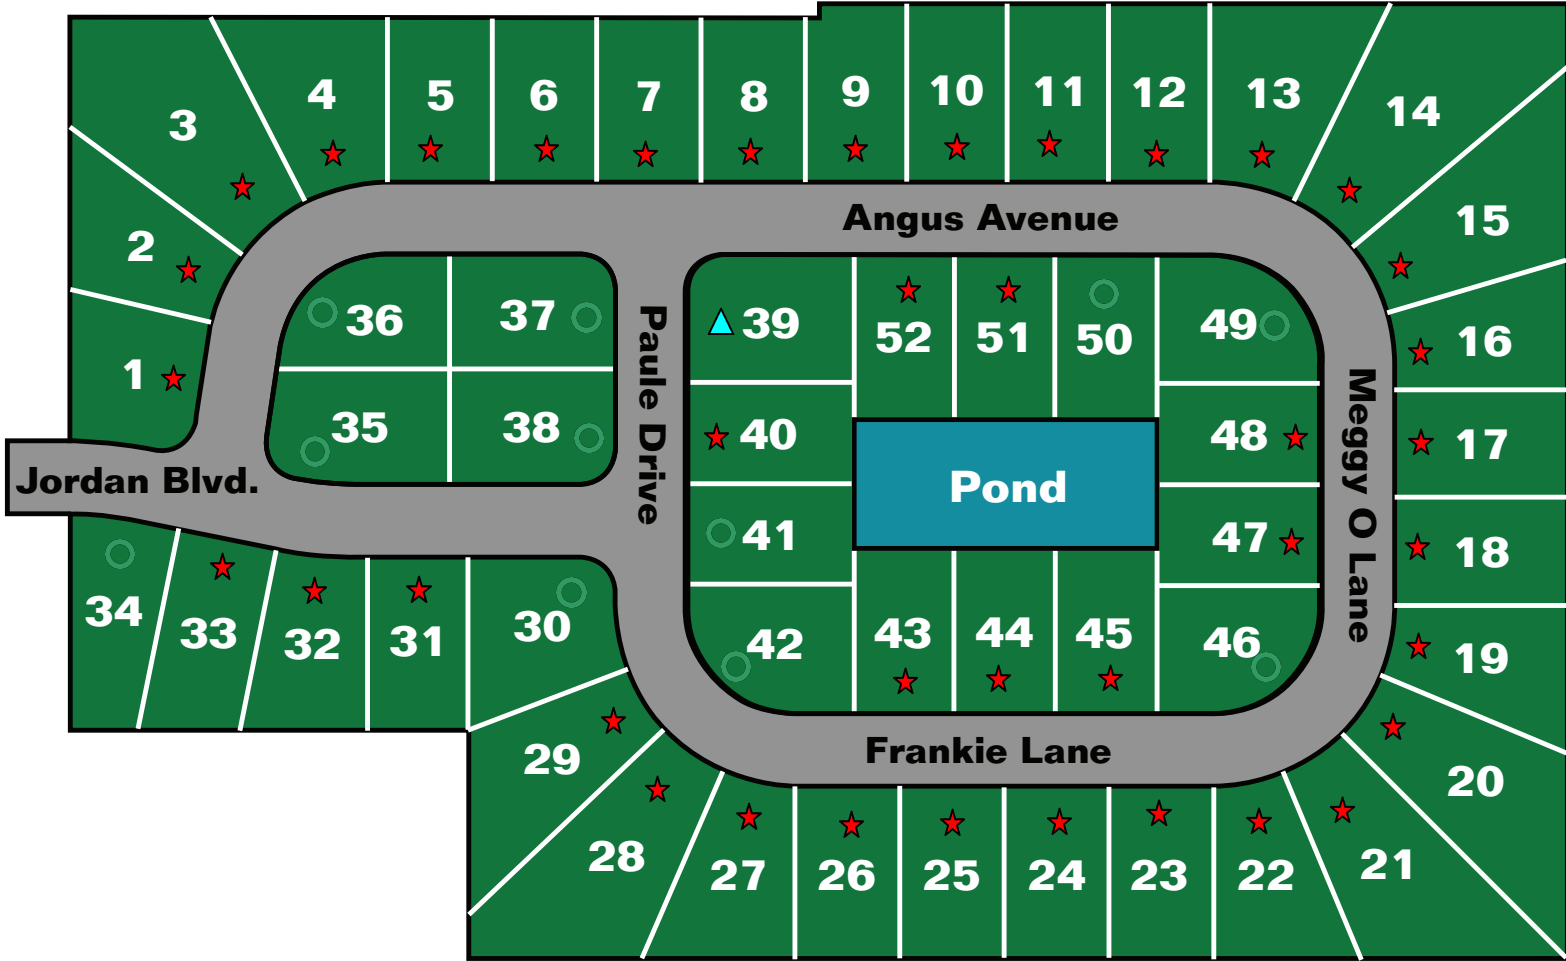 4 5 6 7 8 9 10 11 12 13 14
3
2
1
15
16
17
18
19
20
21
Angus Avenue
36 37
35 38
Paule Drive
39 52 51 50 49
40 48
41 47
42 43 44 45 46
Pond
Meggy O Lane
Jordan Blvd.
34 33 32 31 30
Frankie Lane
29
28 27 26 25 24 23 22